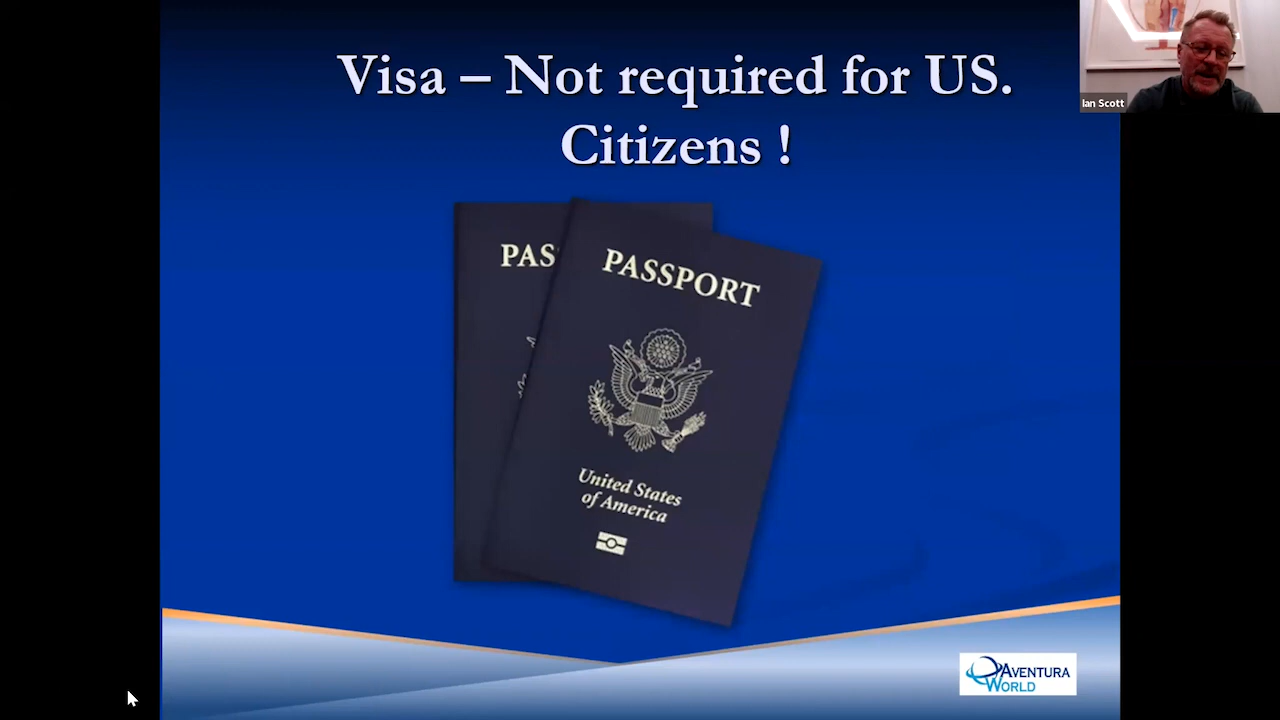 Visa – Not required for US.
Citizens !
Ian Scott
PAS
PASSPORT
United States
of America
AVENTURA
WORLD